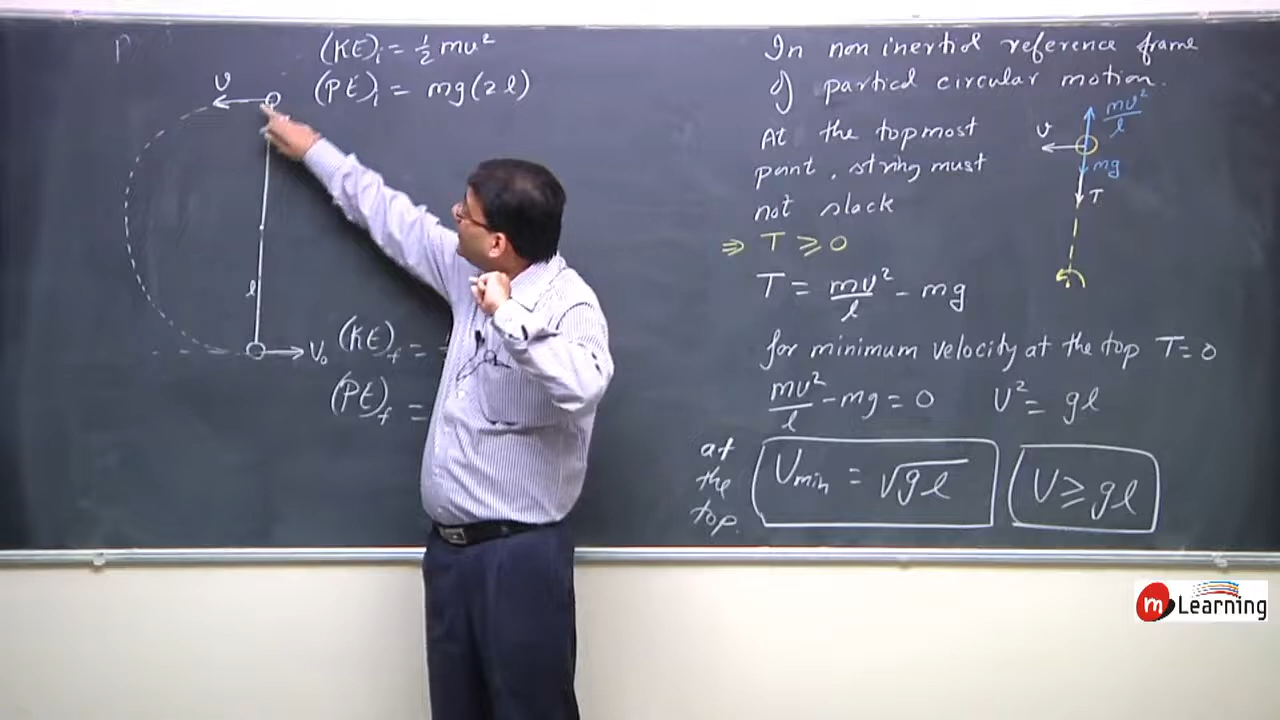 P
(KE)i = 1/2 mv²
(PE)i = mg(2l)
v
l
V₀
(KE)f =
(PE)f =
In non inertial reference frame
of particd circular motion.
At the topmost
point, string must
not slack
⇒ T ≥ 0
T = mv²/l - mg
for minimum velocity at the top T = 0
mv²/l - mg = 0 v² = gl
at the top. Vmin = √gl V ≥ gl
mv²/l
v
mg
T
m Learning